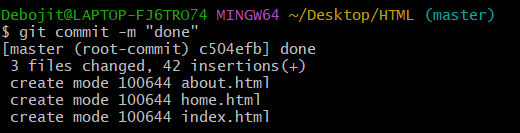 Debojit@LAPTOP-FJ6TRO74 MINGW64 ~/Desktop/HTML (master)
$ git commit -m "done"
[master (root-commit) c504efb] done
 3 files changed, 42 insertions(+)
 create mode 100644 about.html
 create mode 100644 home.html
 create mode 100644 index.html